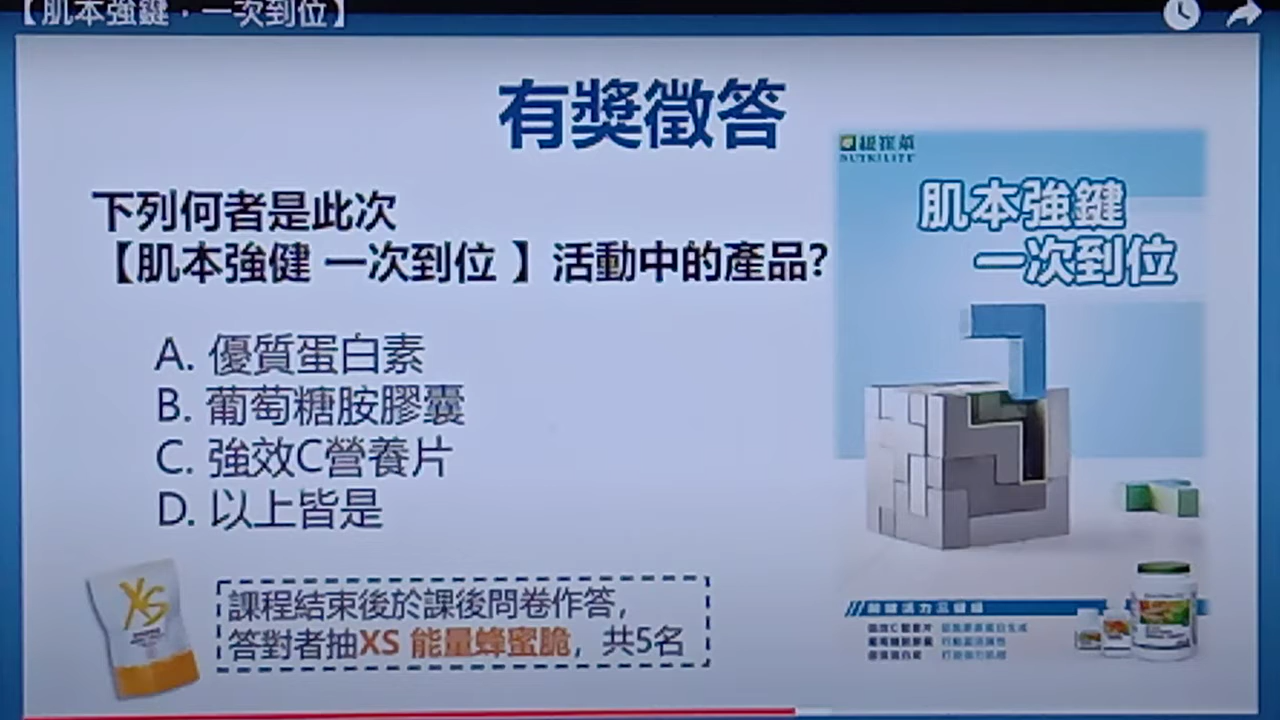 【肌本強鍵．一次到位】
有獎徵答
下列何者是此次
【肌本強健 一次到位 】活動中的產品?
A. 優質蛋白素
B. 葡萄糖胺膠囊
C. 強效C營養片
D. 以上皆是
XS
課程結束後於課後問卷作答,
答對者抽XS 能量蜂蜜脆, 共5名
紐崔萊
NUTRILITE
肌本強鍵
一次到位